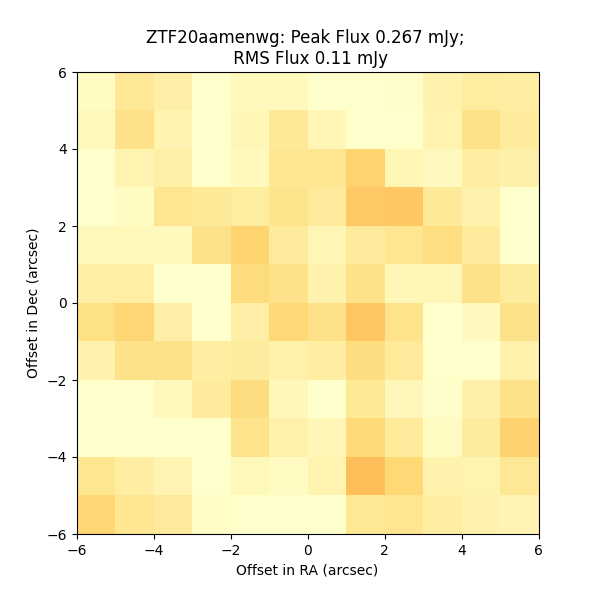 ZTF20aamenwg: Peak Flux 0.267 mJy;
RMS Flux 0.11 mJy
6
4
2
0
−2
−4
−6
Offset in Dec (arcsec)
−6 −4 −2 0 2 4 6
Offset in RA (arcsec)